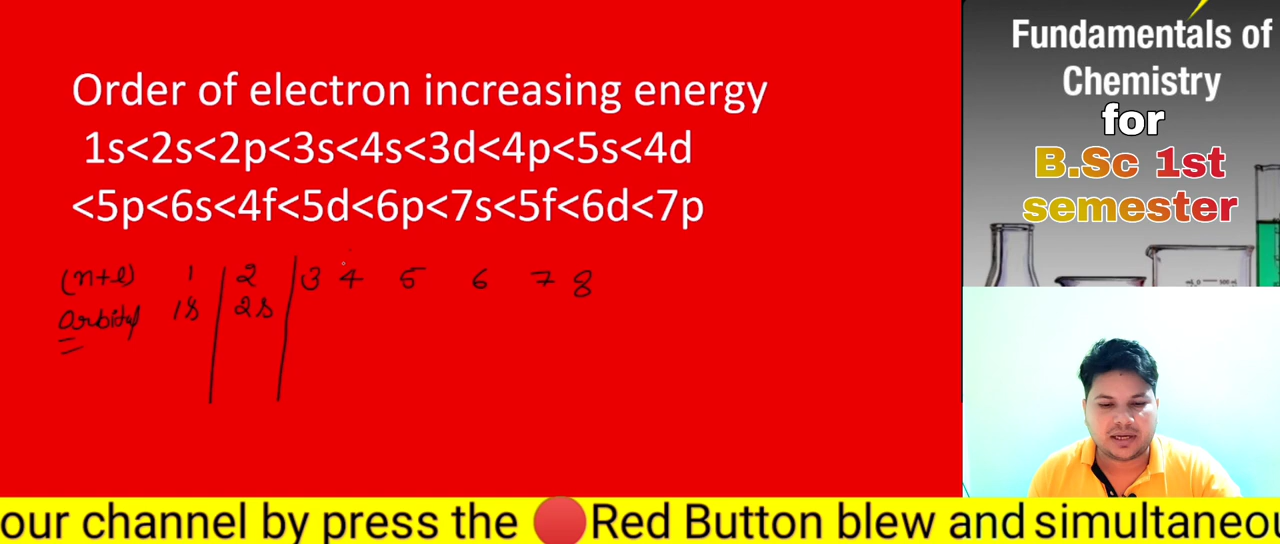 Order of electron increasing energy
1s<2s<2p<3s<4s<3d<4p<5s<4d
<5p<6s<4f<5d<6p<7s<5f<6d<7p
(n+l) 1 2 3 4 5 6 7 8
Orbital 1s 2s
Fundamentals of
Chemistry
for
B.Sc 1st
semester
our channel by press the 🔴Red Button blew and simultaneou